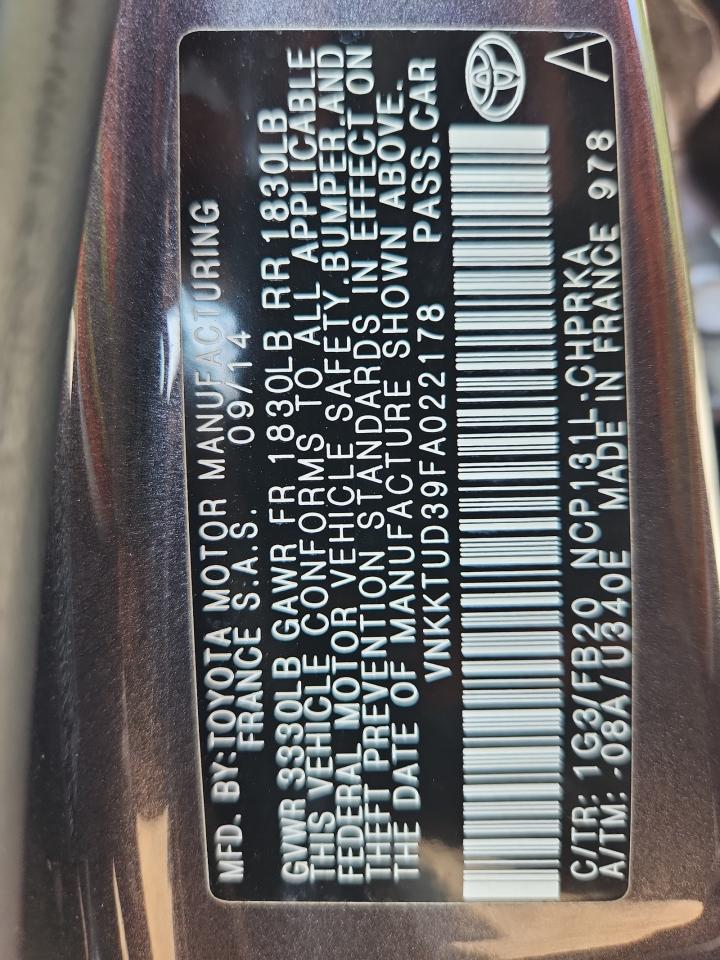 MFD. BY: TOYOTA MOTOR MANUFACTURING
FRANCE S.A.S. 09/14
GVWR 3330LB GAWR FR 1830LB RR 1830LB
THIS VEHICLE CONFORMS TO ALL APPLICABLE
FEDERAL MOTOR VEHICLE SAFETY, BUMPER, AND
THEFT PREVENTION STANDARDS IN EFFECT ON
THE DATE OF MANUFACTURE SHOWN ABOVE.
VNKKTUD39FA022178 PASS.CAR
C/TR: 1G3/FB20 NCP131L-CHPRKA A
A/TM: -08A/U340E MADE IN FRANCE 978